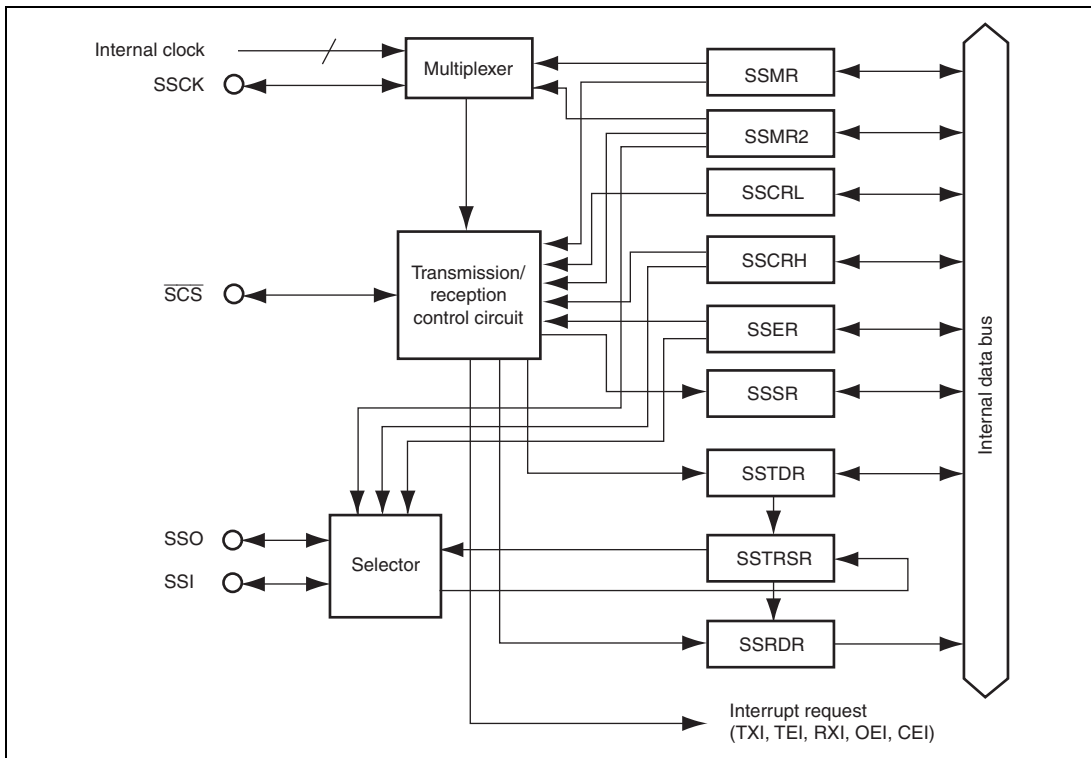 Internal clock
SSCK
Multiplexer
SSMR
SSMR2
SSCRL
SCS
Transmission/
reception
control circuit
SSCRH
SSER
SSSR
Internal data bus
SSTDR
SSO
SSI
Selector
SSTRSR
SSRDR
Interrupt request
(TXI, TEI, RXI, OEI, CEI)